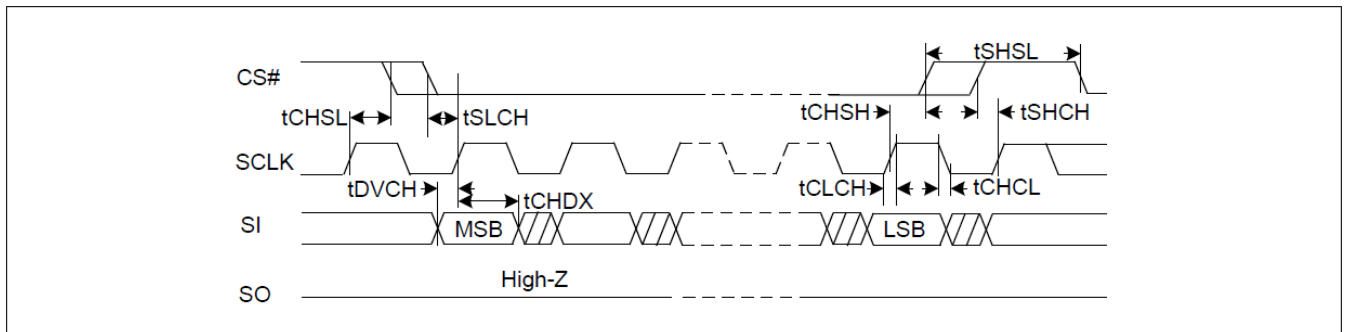 tSHSL
CS#
tCHSL
tSLCH
tCHSH
tSHCH
SCLK
tDVCH
tCHDX
tCLCH
tCHCL
SI
MSB
LSB
High-Z
SO